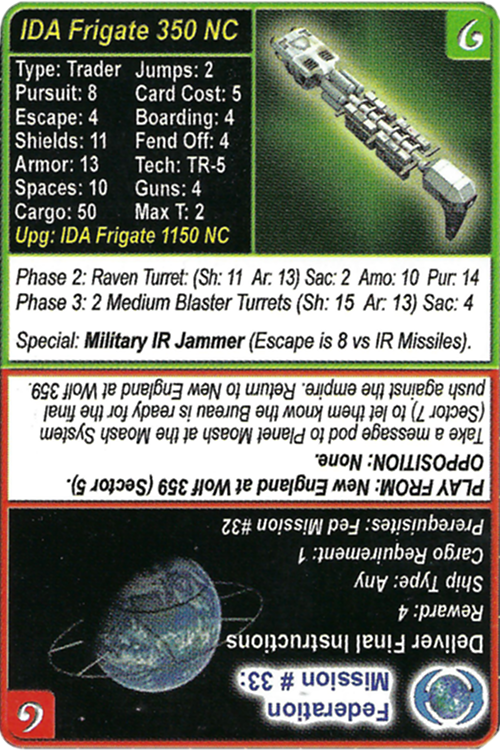 IDA Frigate 350 NC
6
Type: Trader Jumps: 2
Pursuit: 8 Card Cost: 5
Escape: 4 Boarding: 4
Shields: 11 Fend Off: 4
Armor: 13 Tech: TR-5
Spaces: 10 Guns: 4
Cargo: 50 Max T: 2
Upg: IDA Frigate 1150 NC
Phase 2: Raven Turret: (Sh: 11 Ar: 13) Sac: 2 Amo: 10 Pur: 14
Phase 3: 2 Medium Blaster Turrets (Sh: 15 Ar: 13) Sac: 4
Special: Military IR Jammer (Escape is 8 vs IR Missiles).
Federation
Mission # 33:
6
Deliver Final Instructions
Reward: 4
Ship Type: Any
Cargo Requirement: 1
Prerequisites: Fed Mission #32
PLAY FROM: New England at Wolf 359 (Sector 5).
OPPOSITION: None.
Take a message pod to Planet Moash at the Moash System
(Sector 7) to let them know the Bureau is ready for the final
push against the empire. Return to New England at Wolf 359.